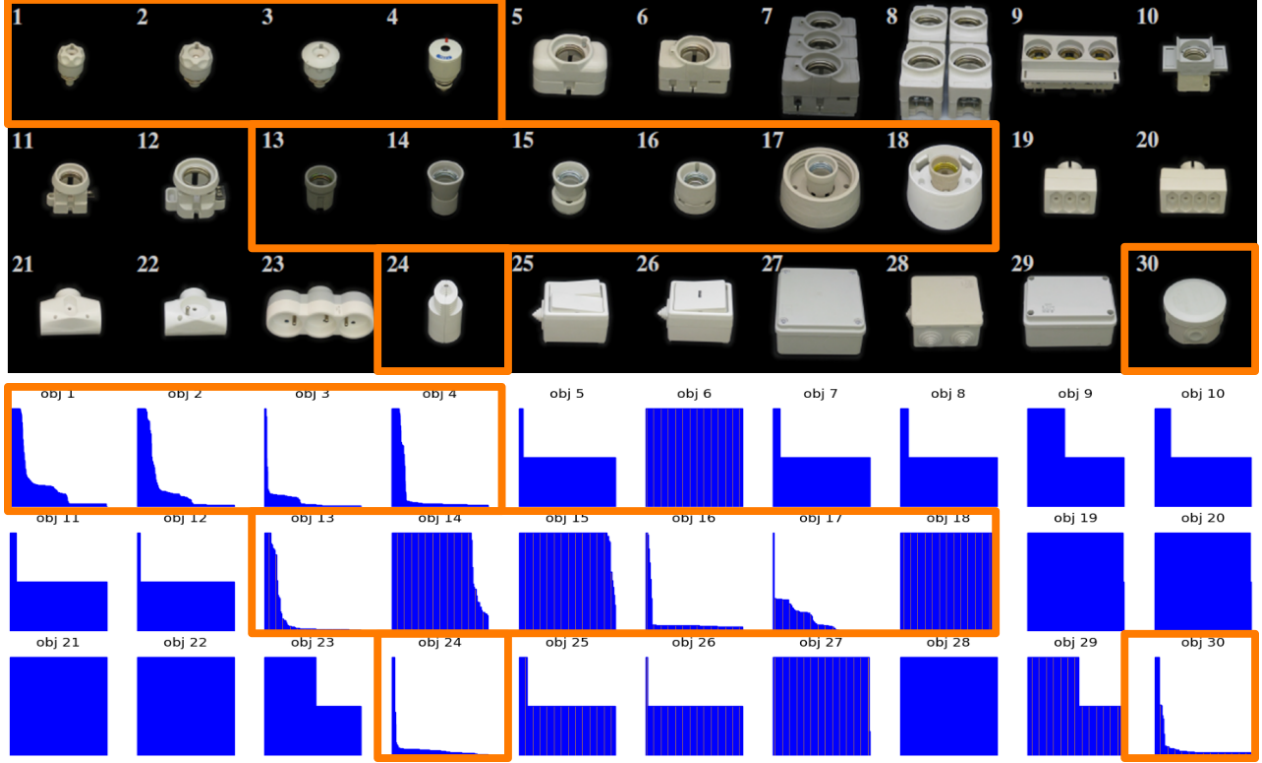 1 2 3 4 5 6 7 8 9 10
11 12 13 14 15 16 17 18 19 20
21 22 23 24 25 26 27 28 29 30
obj 1 obj 2 obj 3 obj 4 obj 5 obj 6 obj 7 obj 8 obj 9 obj 10
obj 11 obj 12 obj 13 obj 14 obj 15 obj 16 obj 17 obj 18 obj 19 obj 20
obj 21 obj 22 obj 23 obj 24 obj 25 obj 26 obj 27 obj 28 obj 29 obj 30